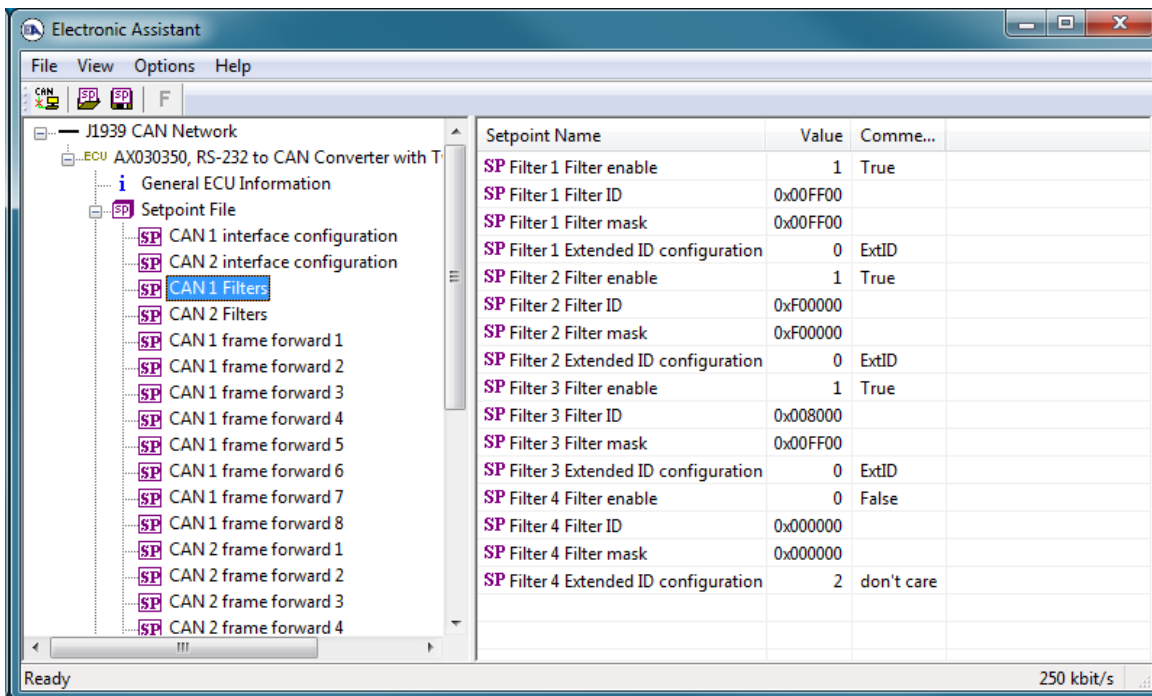 Electronic Assistant
File View Options Help
CAN SP SP F
J1939 CAN Network
ECU AX030350, RS-232 to CAN Converter with T
i General ECU Information
SP Setpoint File
SP CAN 1 interface configuration
SP CAN 2 interface configuration
SP CAN 1 Filters
SP CAN 2 Filters
SP CAN 1 frame forward 1
SP CAN 1 frame forward 2
SP CAN 1 frame forward 3
SP CAN 1 frame forward 4
SP CAN 1 frame forward 5
SP CAN 1 frame forward 6
SP CAN 1 frame forward 7
SP CAN 1 frame forward 8
SP CAN 2 frame forward 1
SP CAN 2 frame forward 2
SP CAN 2 frame forward 3
SP CAN 2 frame forward 4
Setpoint Name Value Comme...
SP Filter 1 Filter enable 1 True
SP Filter 1 Filter ID 0x00FF00
SP Filter 1 Filter mask 0x00FF00
SP Filter 1 Extended ID configuration 0 ExtID
SP Filter 2 Filter enable 1 True
SP Filter 2 Filter ID 0xF00000
SP Filter 2 Filter mask 0xF00000
SP Filter 2 Extended ID configuration 0 ExtID
SP Filter 3 Filter enable 1 True
SP Filter 3 Filter ID 0x008000
SP Filter 3 Filter mask 0x00FF00
SP Filter 3 Extended ID configuration 0 ExtID
SP Filter 4 Filter enable 0 False
SP Filter 4 Filter ID 0x000000
SP Filter 4 Filter mask 0x000000
SP Filter 4 Extended ID configuration 2 don't care
Ready 250 kbit/s